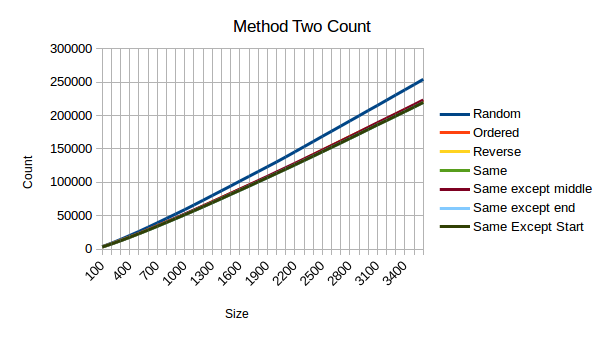 Method Two Count
300000
250000
200000
150000
100000
50000
0
Count
100
400
700
1000
1300
1600
1900
2200
2500
2800
3100
3400
Size
Random
Ordered
Reverse
Same
Same except middle
Same except end
Same Except Start